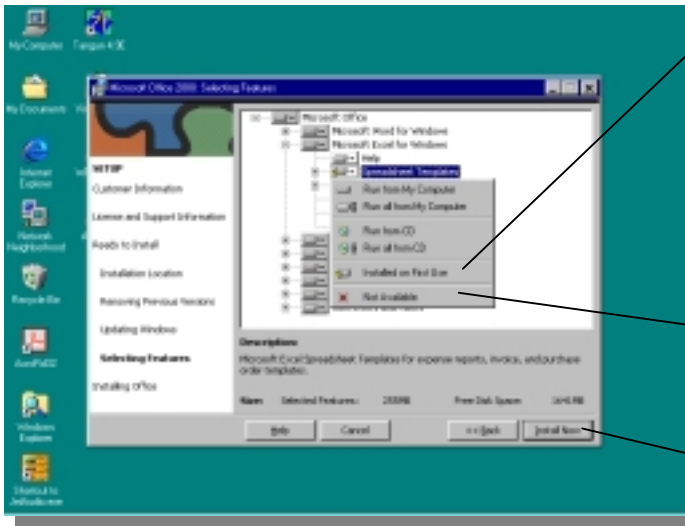 My Computer
My Documents
Internet
Explorer
Network
Neighborhood
Recycle Bin
Windows
Explorer
Shortcut to
Microsoft Office 2000: Selecting Features
SETUP
Customer Information
License and Support Information
Ready to Install
Installation Location
Removing Previous Versions
Updating Windows
Selecting Features
Installing Office
Microsoft Office
Microsoft Word for Windows
Microsoft Excel for Windows
Help
Spreadsheet Templates
Run from My Computer
Run all from My Computer
Run from CD
Run all from CD
Installed on First Use
Not Available
Description:
Microsoft Excel Spreadsheet Templates for expense reports, invoice, and purchase
order templates.
Size: Selected Features: Free Disk Space:
Help
Cancel
<< Back
Install Now